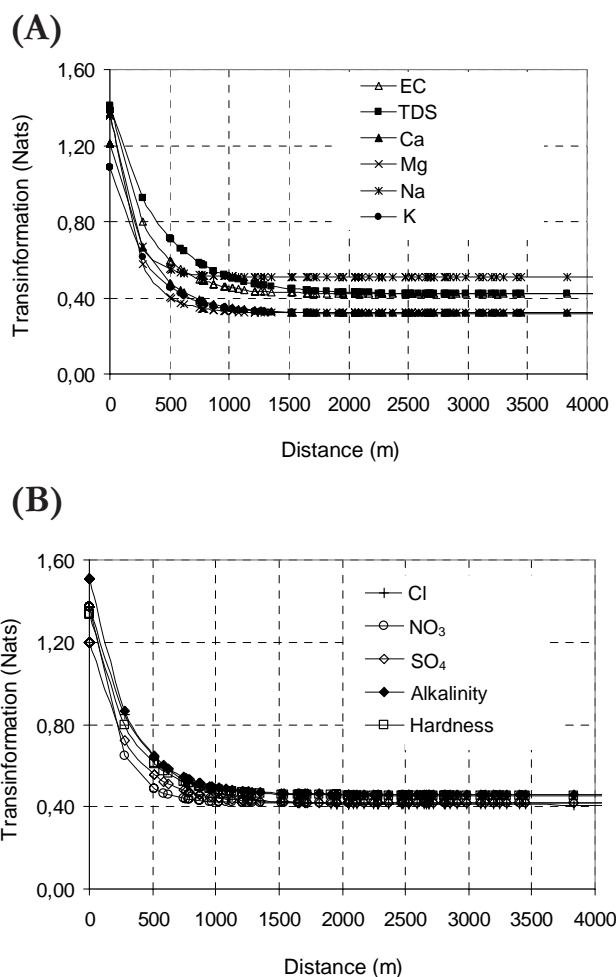 (A)
1,60
1,20
0,80
0,40
0,00
Transinformation (Nats)
EC
TDS
Ca
Mg
Na
K
0 500 1000 1500 2000 2500 3000 3500 4000
Distance (m)
(B)
1,60
1,20
0,80
0,40
0,00
Transinformation (Nats)
Cl
NO₃
SO₄
Alkalinity
Hardness
0 500 1000 1500 2000 2500 3000 3500 4000
Distance (m)